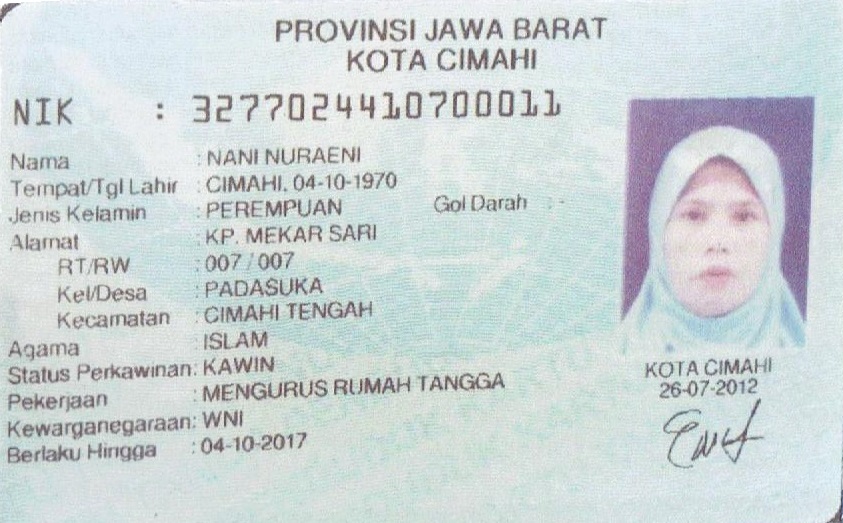 PROVINSI JAWA BARAT
KOTA CIMAHI
NIK : 3277024410700011
Nama : NANI NURAENI
Tempat/Tgl Lahir : CIMAHI, 04-10-1970
Jenis Kelamin : PEREMPUAN Gol Darah : -
Alamat : KP. MEKAR SARI
RT/RW : 007 / 007
Kel/Desa : PADASUKA
Kecamatan : CIMAHI TENGAH
Agama : ISLAM
Status Perkawinan: KAWIN
Pekerjaan : MENGURUS RUMAH TANGGA
Kewarganegaraan: WNI
Berlaku Hingga : 04-10-2017
KOTA CIMAHI
26-07-2012